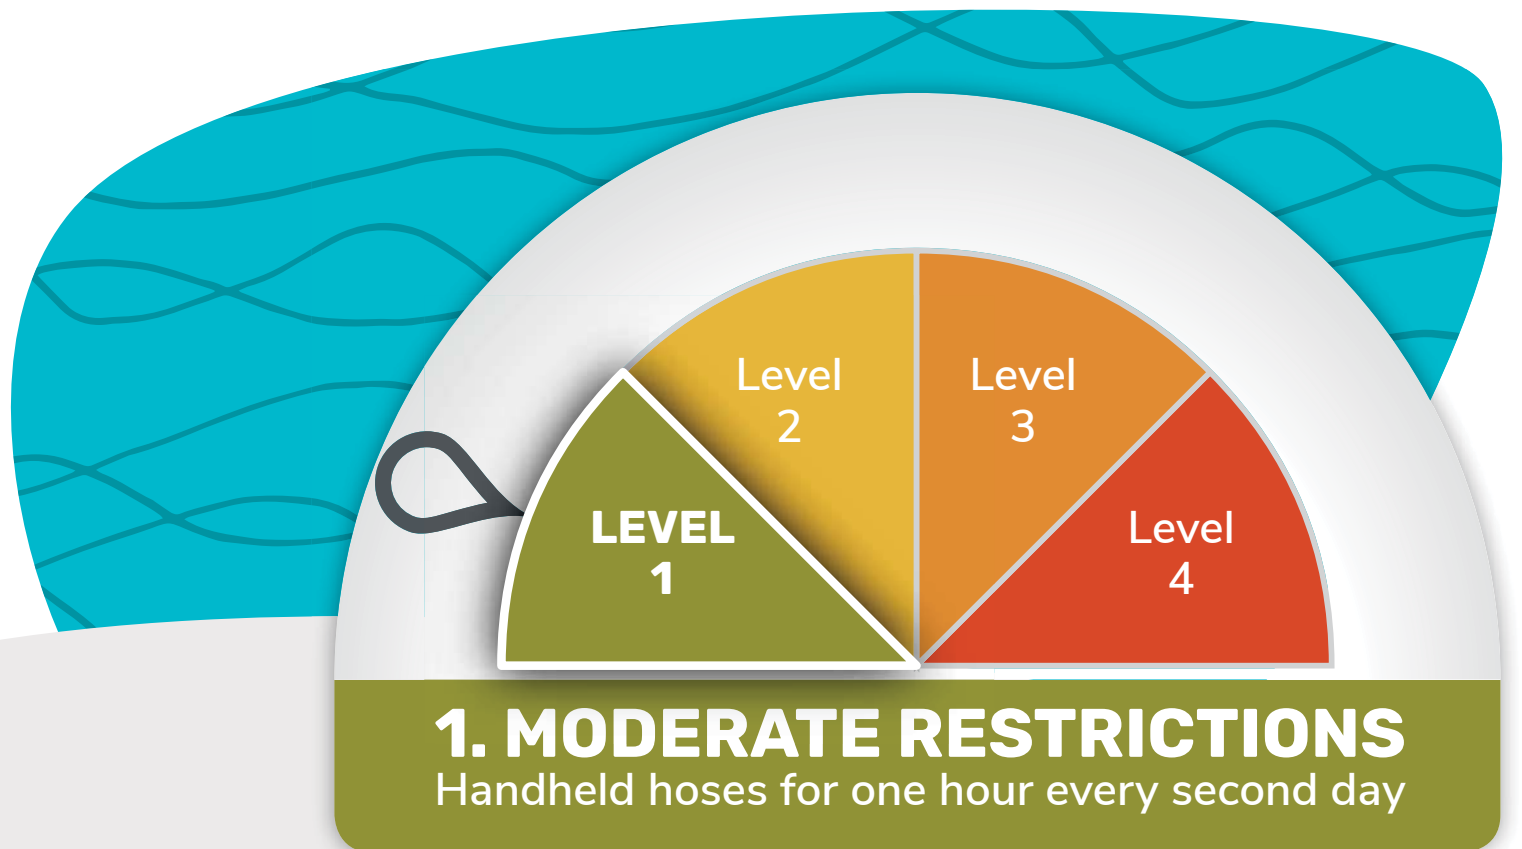 Level
2
Level
3
LEVEL
1
Level
4
1. MODERATE RESTRICTIONS
Handheld hoses for one hour every second day